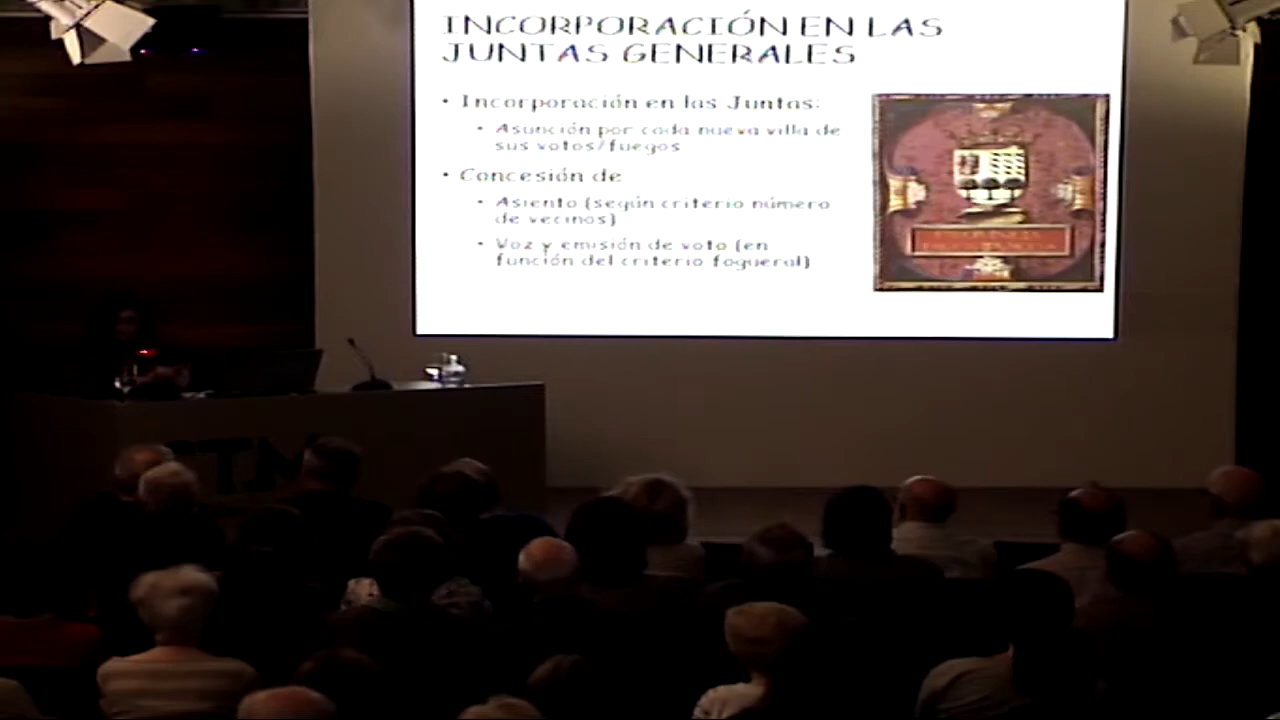 INCORPORACIÓN EN LAS
JUNTAS GENERALES
• Incorporación en las Juntas:
• Asunción por cada nueva villa de
sus votos/fuegos
• Concesión de
• Asiento (según criterio número
de vecinos)
• Voz y emisión de voto (en
función del criterio fogueral)
STM